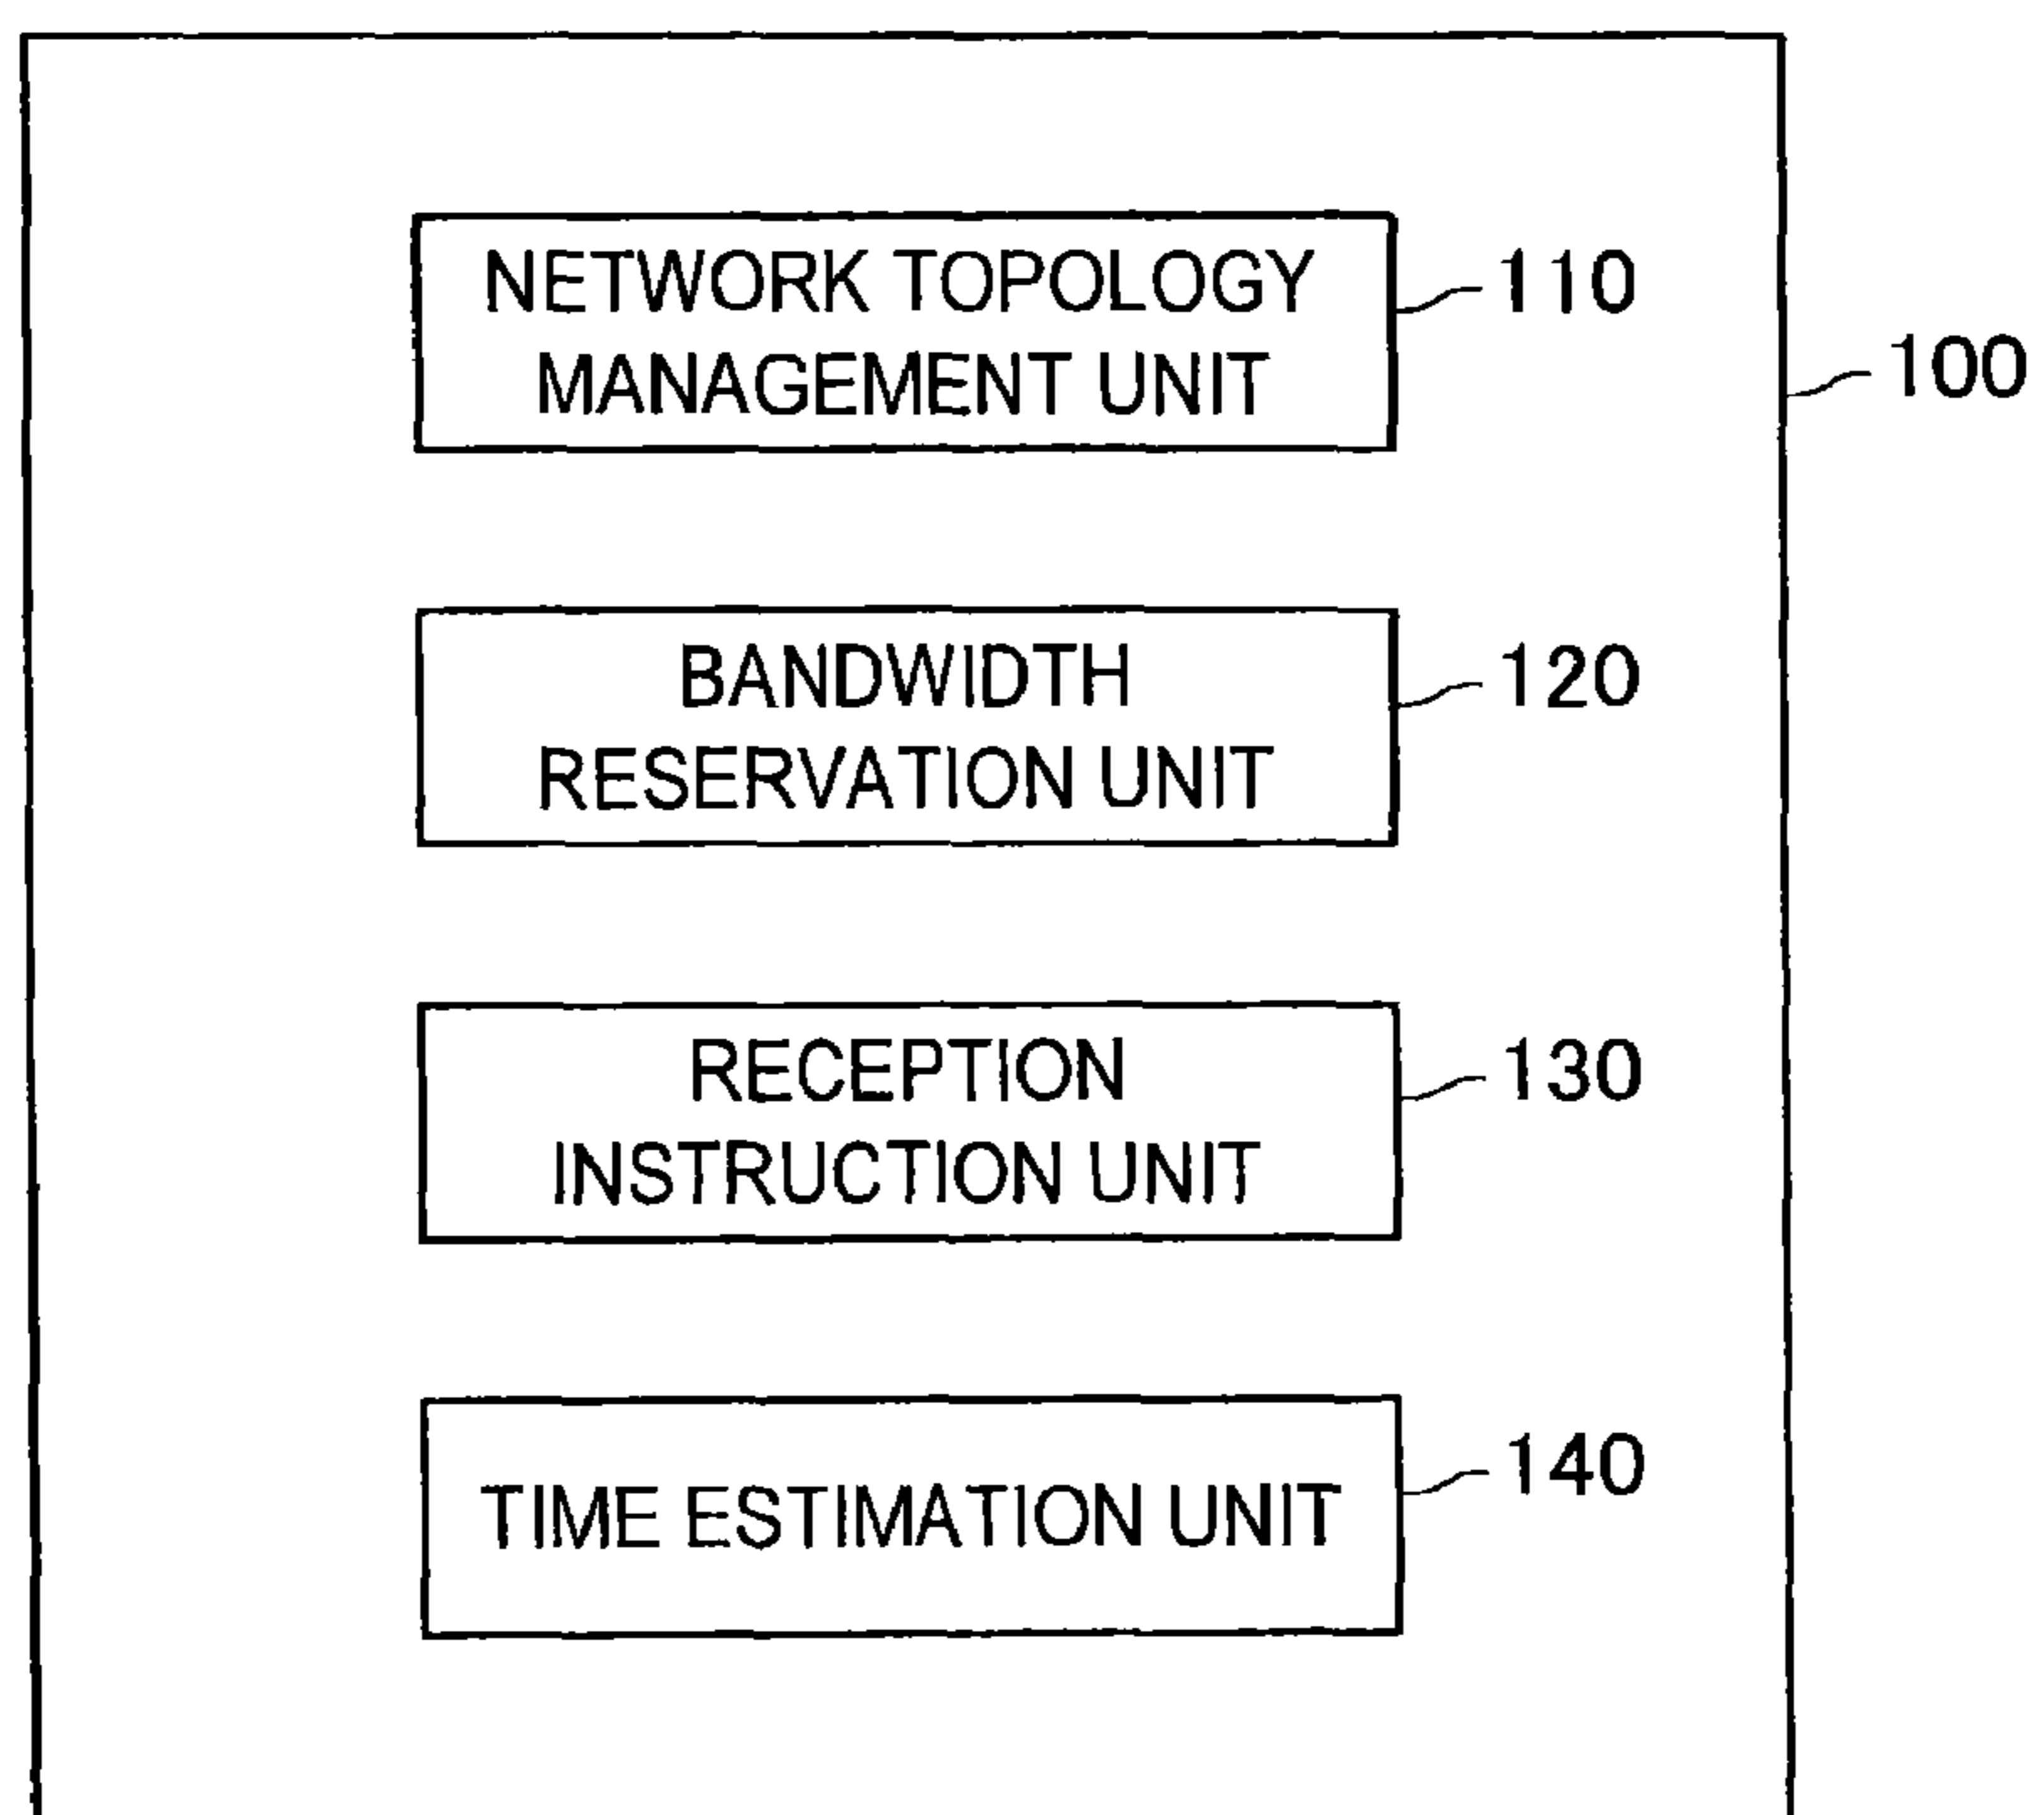 NETWORK TOPOLOGY
MANAGEMENT UNIT
110
100
BANDWIDTH
RESERVATION UNIT
120
RECEPTION
INSTRUCTION UNIT
130
TIME ESTIMATION UNIT
140